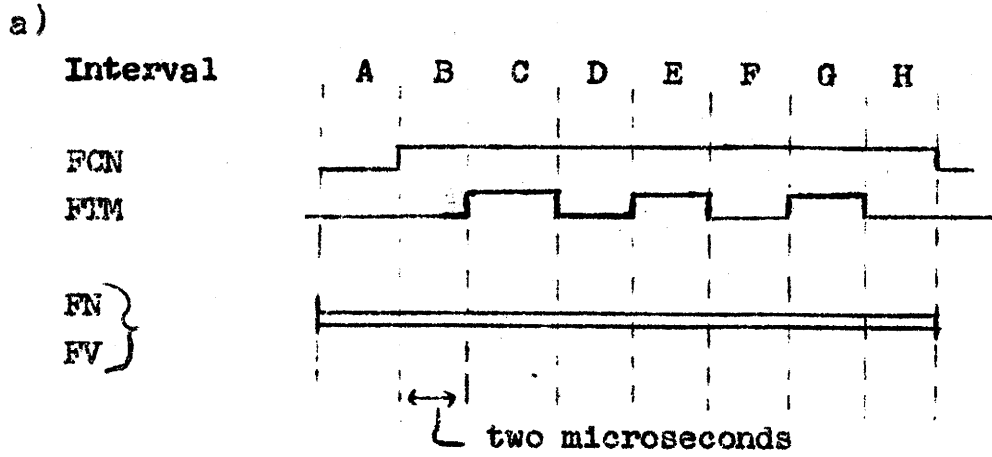 a)
Interval A B C D E F G H
FCN
FTM
FN
FV
two microseconds